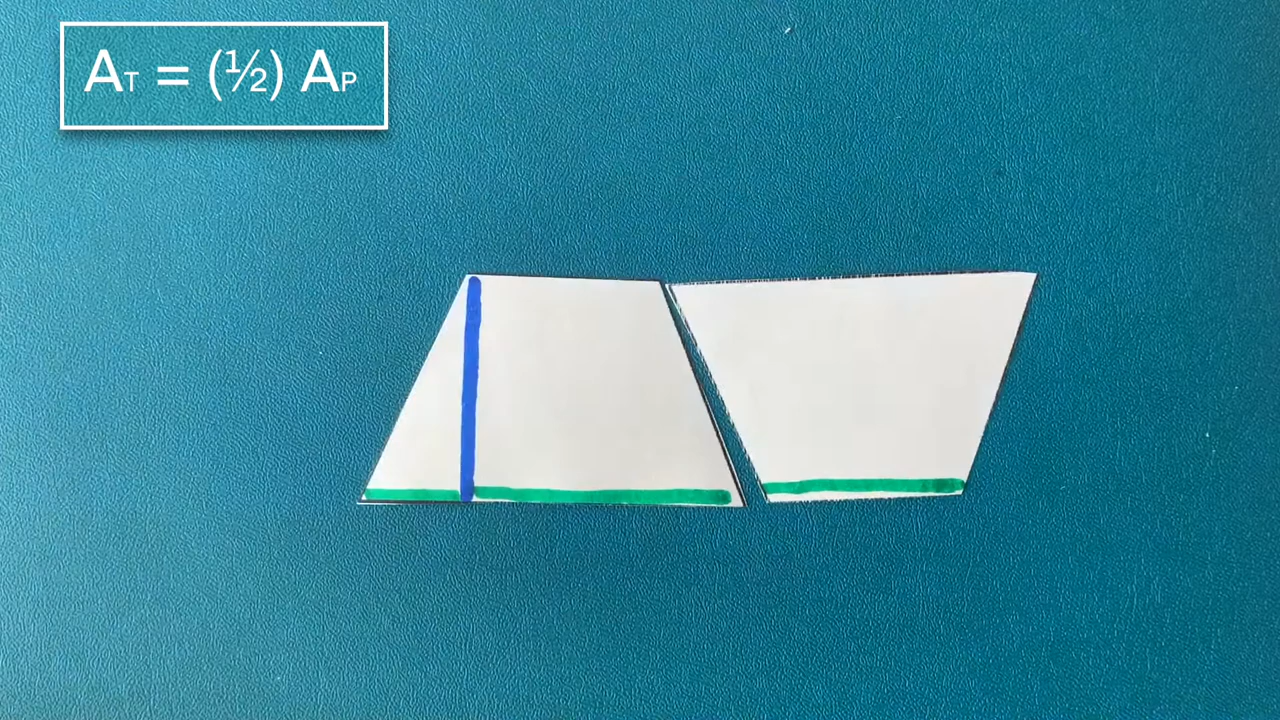 AT = (½) AP